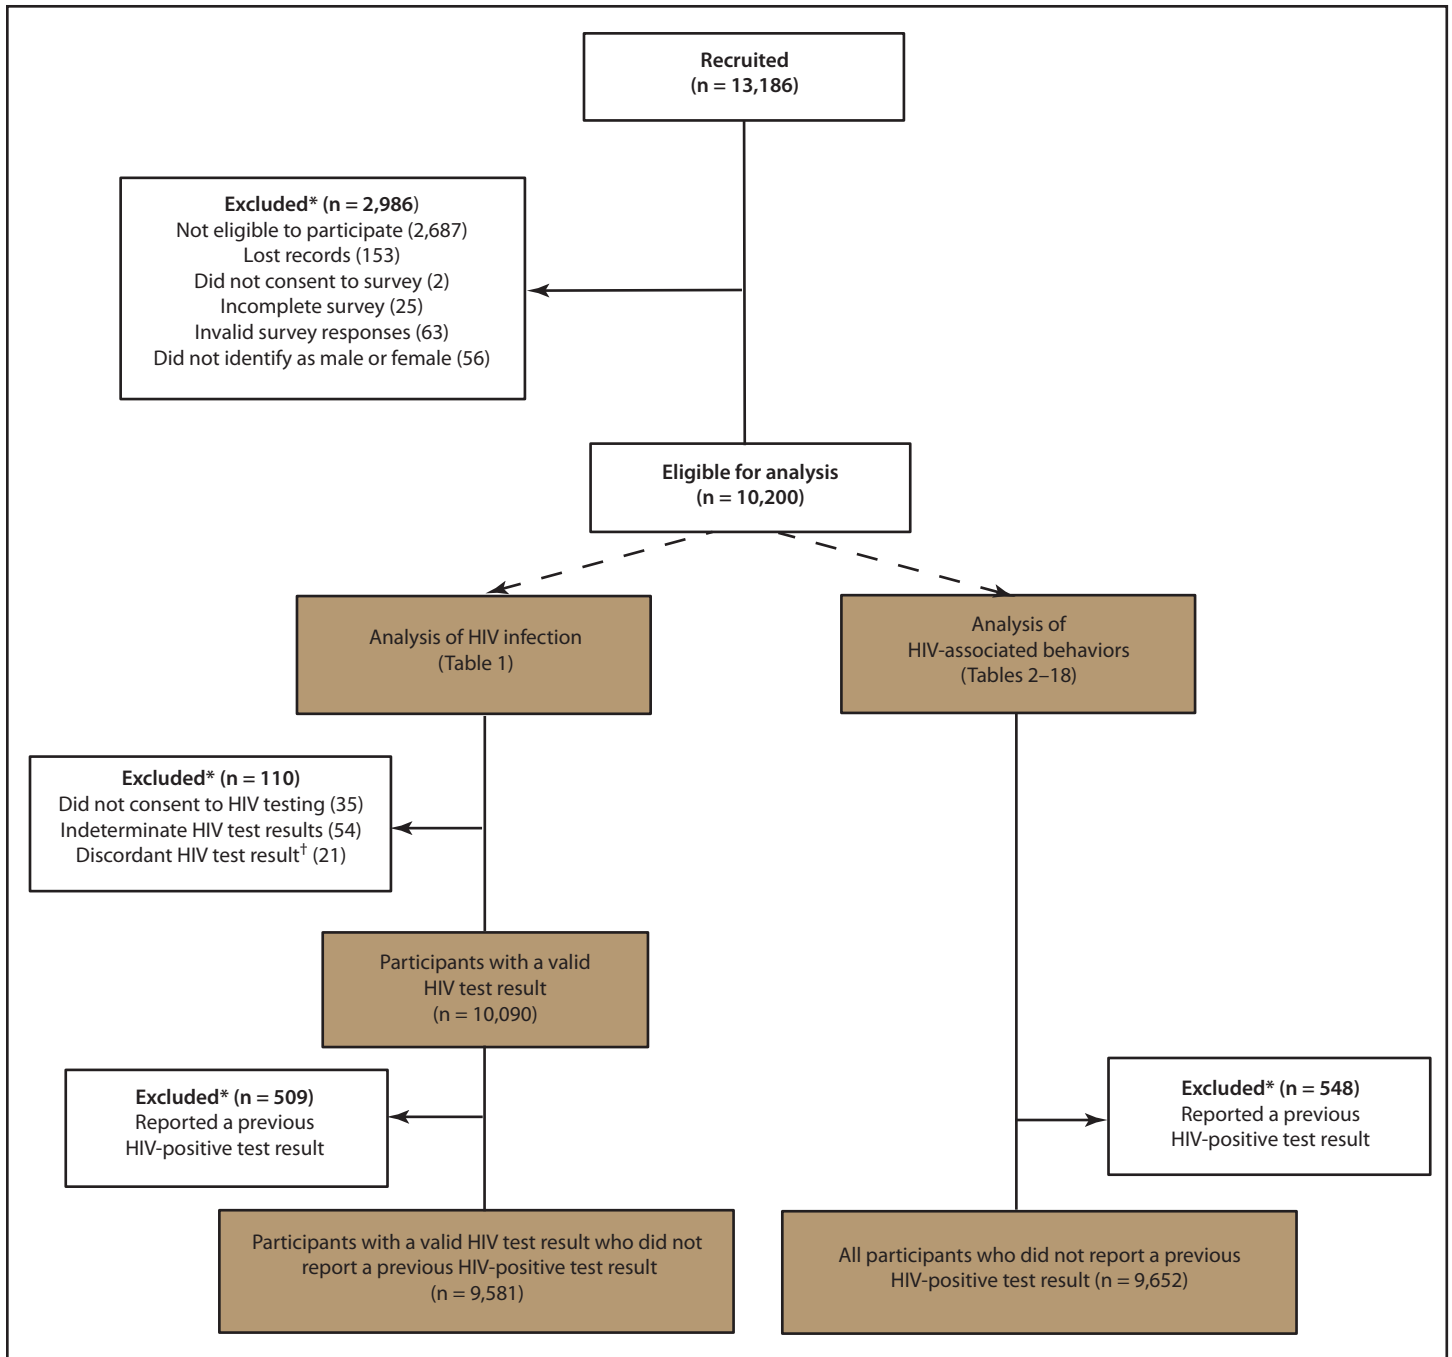 Recruited
(n = 13,186)
Excluded* (n = 2,986)
Not eligible to participate (2,687)
Lost records (153)
Did not consent to survey (2)
Incomplete survey (25)
Invalid survey responses (63)
Did not identify as male or female (56)
Eligible for analysis
(n = 10,200)
Analysis of HIV infection
(Table 1)
Analysis of
HIV-associated behaviors
(Tables 2–18)
Excluded* (n = 110)
Did not consent to HIV testing (35)
Indeterminate HIV test results (54)
Discordant HIV test result† (21)
Participants with a valid
HIV test result
(n = 10,090)
Excluded* (n = 509)
Reported a previous
HIV-positive test result
Excluded* (n = 548)
Reported a previous
HIV-positive test result
Participants with a valid HIV test result who did not
report a previous HIV-positive test result
(n = 9,581)
All participants who did not report a previous
HIV-positive test result (n = 9,652)